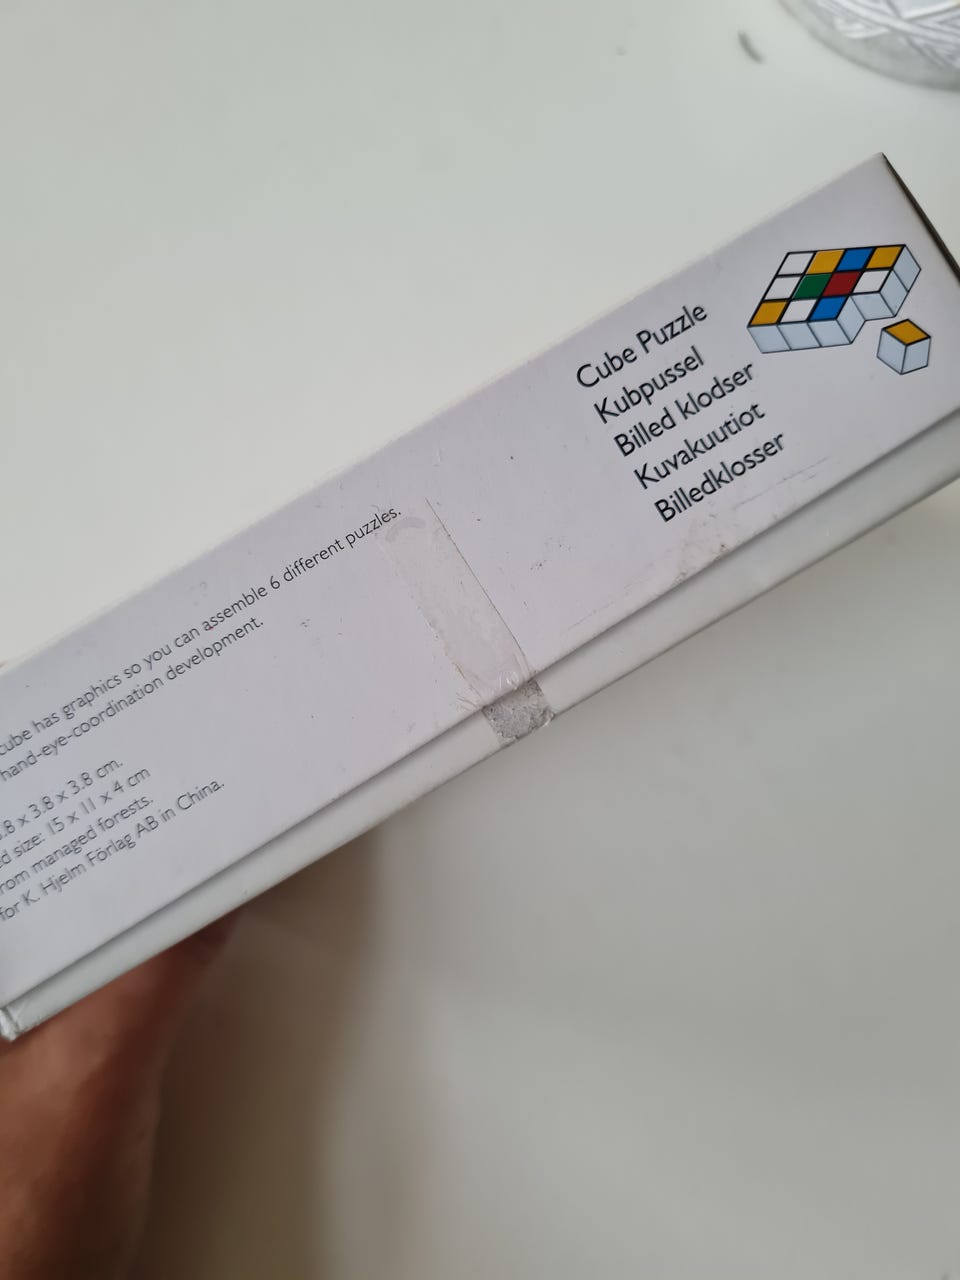 Cube Puzzle
Kubpussel
Billed klodser
Kuvakuutiot
Billedklosser
cube has graphics so you can assemble 6 different puzzles.
hand-eye-coordination development.
.8 x 3.8 x 3.8 cm.
size: 15 x 11 x 4 cm
from managed forests.
for K. Hjelm Förlag AB in China.